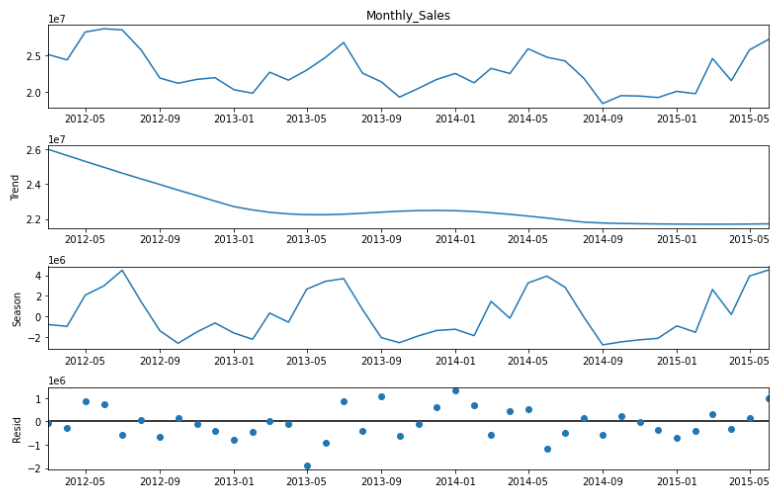 Monthly_Sales
1e7
2.5
2.0
2012-05 2012-09 2013-01 2013-05 2013-09 2014-01 2014-05 2014-09 2015-01 2015-05
1e7
2.6
2.4
2.2
Trend
2012-05 2012-09 2013-01 2013-05 2013-09 2014-01 2014-05 2014-09 2015-01 2015-05
1e6
4
2
0
−2
Season
2012-05 2012-09 2013-01 2013-05 2013-09 2014-01 2014-05 2014-09 2015-01 2015-05
1e6
1
0
−1
−2
Resid
2012-05 2012-09 2013-01 2013-05 2013-09 2014-01 2014-05 2014-09 2015-01 2015-05